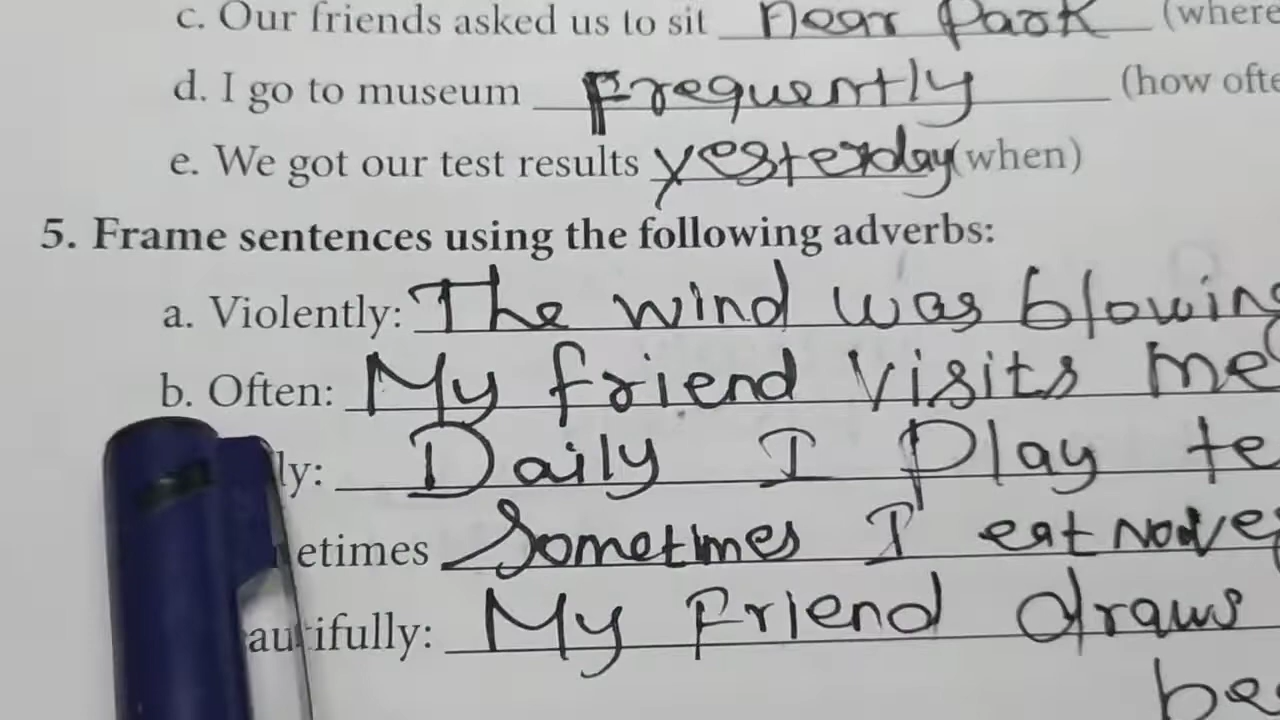 c. Our friends asked us to sit near park (where
d. I go to museum Frequently (how ofte
e. We got our test results yesterday (when)
5. Frame sentences using the following adverbs:
a. Violently: The wind was blowing
b. Often: My friend visits me
ly: Daily I Play te
etimes Sometimes I eat
autifully: My Friend draws
be